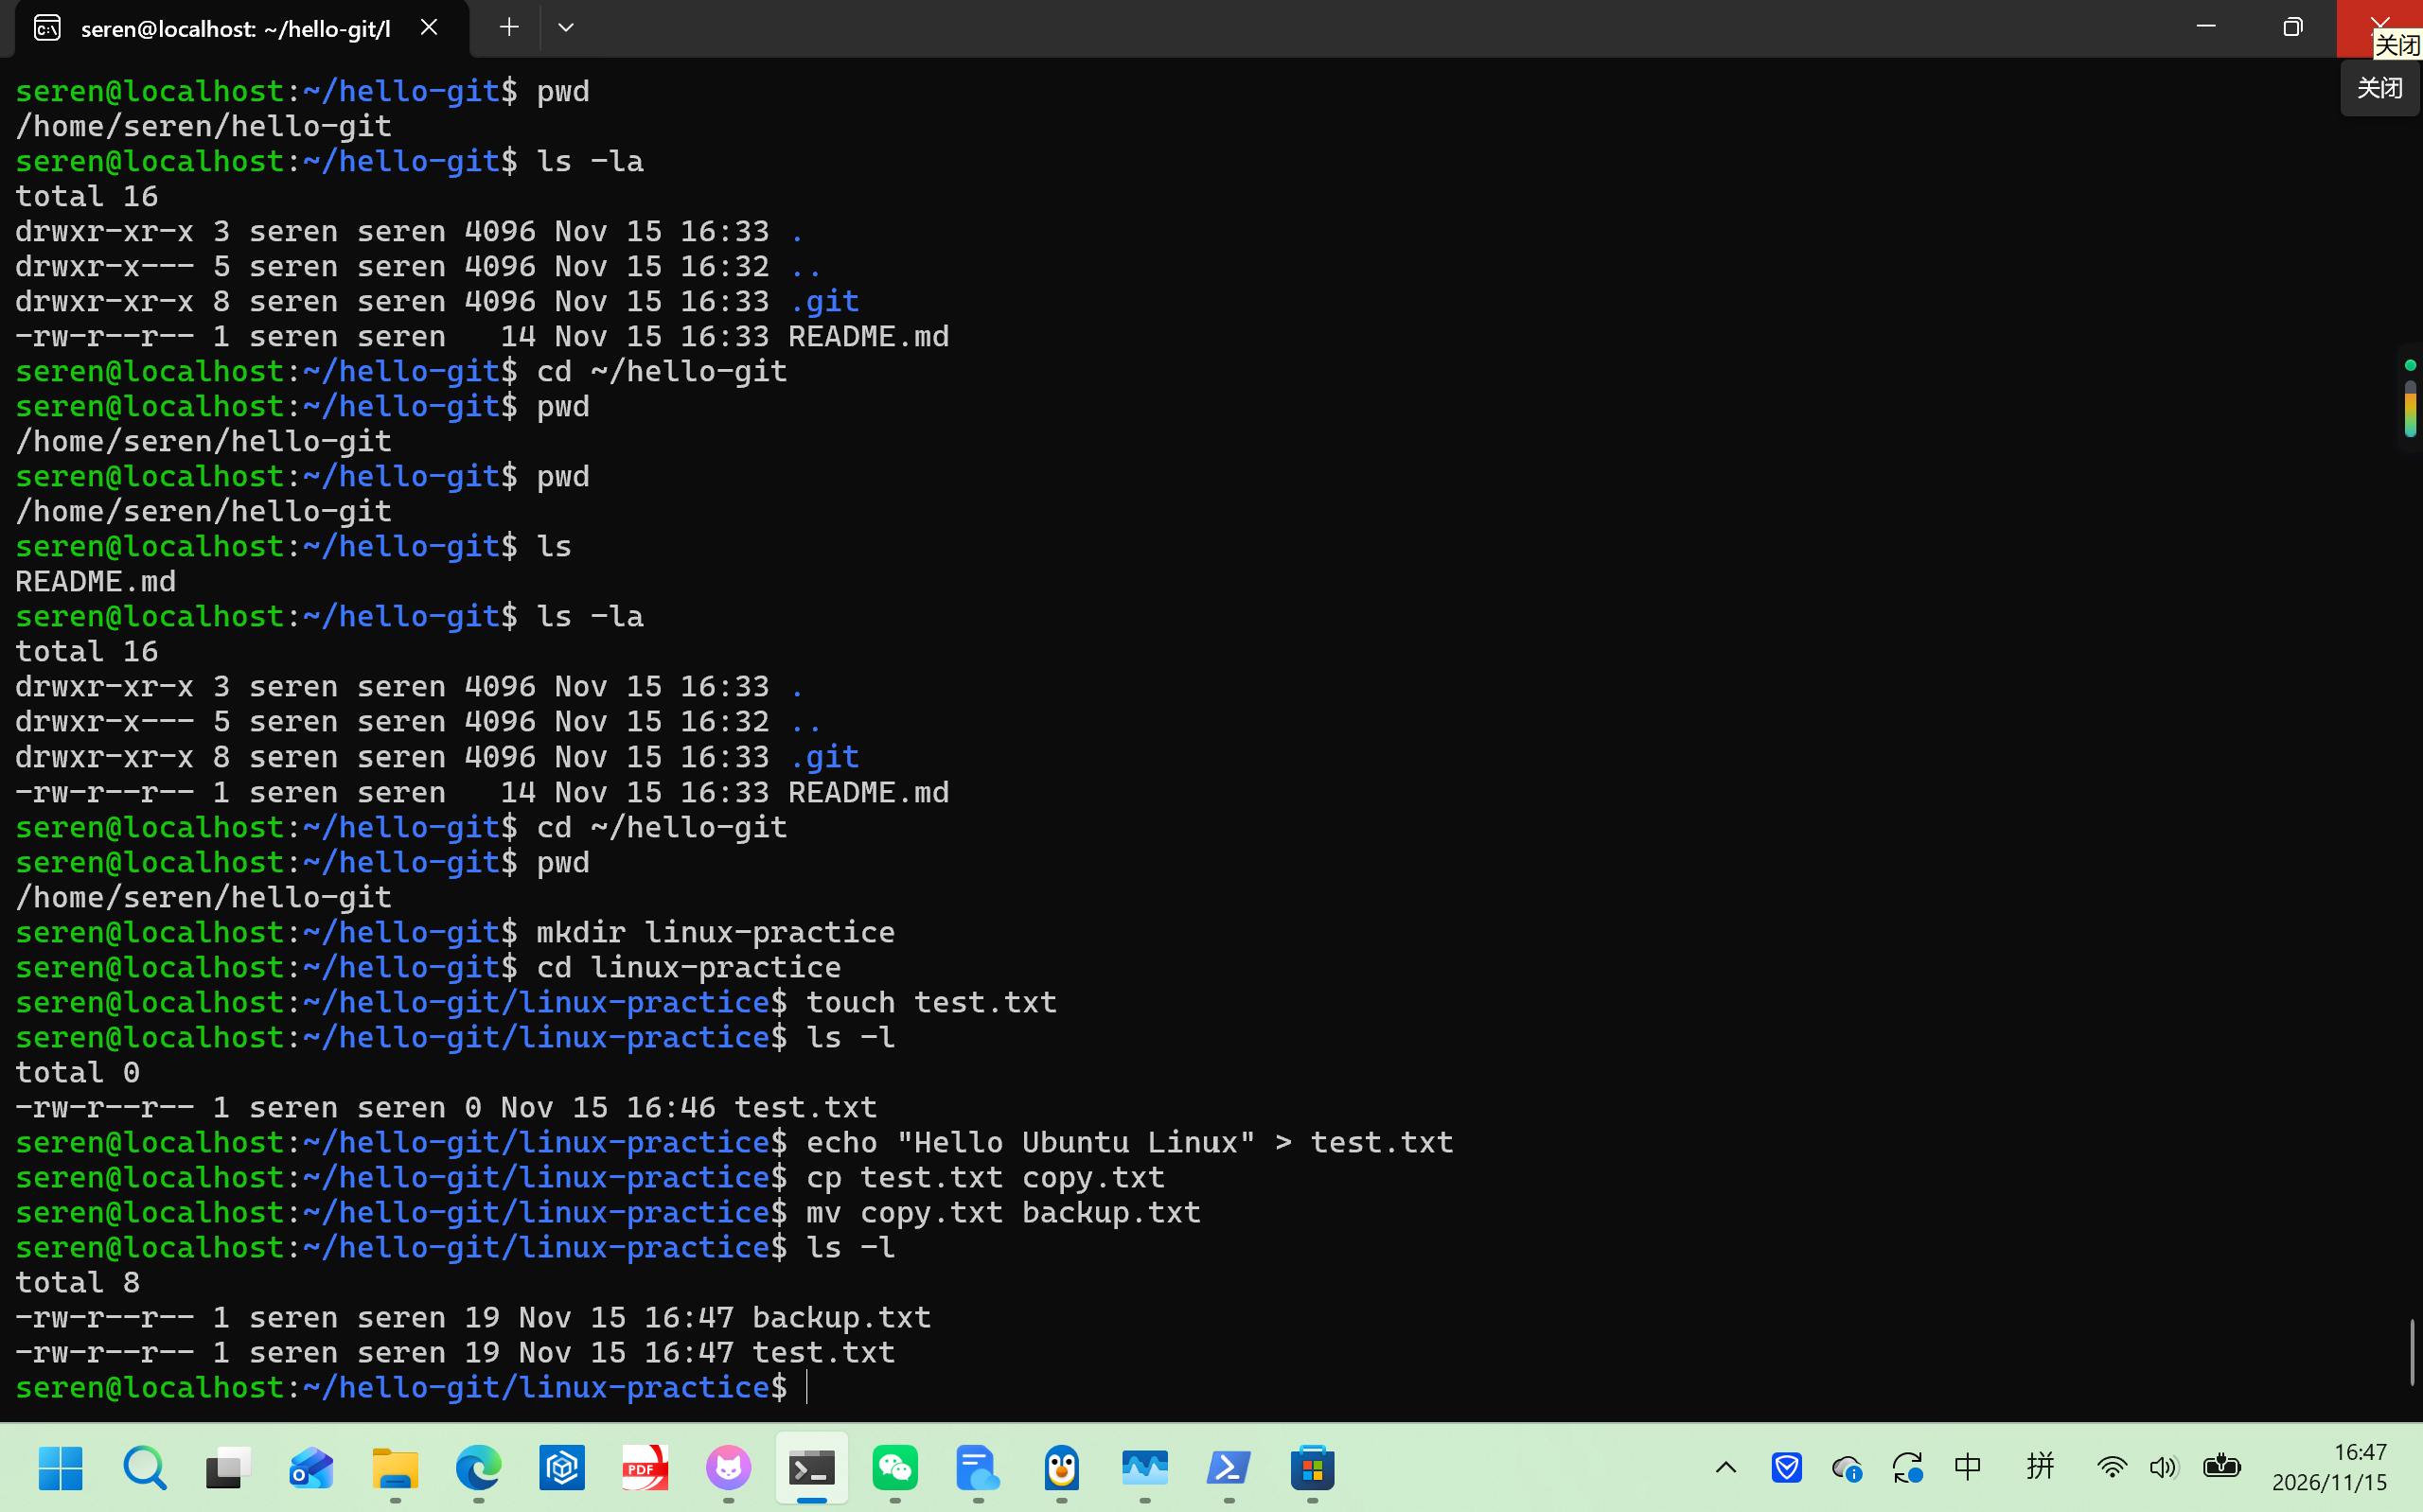 seren@localhost: ~/hello-git/l
关闭
关闭
seren@localhost:~/hello-git$ pwd
/home/seren/hello-git
seren@localhost:~/hello-git$ ls -la
total 16
drwxr-xr-x 3 seren seren 4096 Nov 15 16:33 .
drwxr-x--- 5 seren seren 4096 Nov 15 16:32 ..
drwxr-xr-x 8 seren seren 4096 Nov 15 16:33 .git
-rw-r--r-- 1 seren seren   14 Nov 15 16:33 README.md
seren@localhost:~/hello-git$ cd ~/hello-git
seren@localhost:~/hello-git$ pwd
/home/seren/hello-git
seren@localhost:~/hello-git$ pwd
/home/seren/hello-git
seren@localhost:~/hello-git$ ls
README.md
seren@localhost:~/hello-git$ ls -la
total 16
drwxr-xr-x 3 seren seren 4096 Nov 15 16:33 .
drwxr-x--- 5 seren seren 4096 Nov 15 16:32 ..
drwxr-xr-x 8 seren seren 4096 Nov 15 16:33 .git
-rw-r--r-- 1 seren seren   14 Nov 15 16:33 README.md
seren@localhost:~/hello-git$ cd ~/hello-git
seren@localhost:~/hello-git$ pwd
/home/seren/hello-git
seren@localhost:~/hello-git$ mkdir linux-practice
seren@localhost:~/hello-git$ cd linux-practice
seren@localhost:~/hello-git/linux-practice$ touch test.txt
seren@localhost:~/hello-git/linux-practice$ ls -l
total 0
-rw-r--r-- 1 seren seren 0 Nov 15 16:46 test.txt
seren@localhost:~/hello-git/linux-practice$ echo "Hello Ubuntu Linux" > test.txt
seren@localhost:~/hello-git/linux-practice$ cp test.txt copy.txt
seren@localhost:~/hello-git/linux-practice$ mv copy.txt backup.txt
seren@localhost:~/hello-git/linux-practice$ ls -l
total 8
-rw-r--r-- 1 seren seren 19 Nov 15 16:47 backup.txt
-rw-r--r-- 1 seren seren 19 Nov 15 16:47 test.txt
seren@localhost:~/hello-git/linux-practice$
PDF
中 拼
16:47
2026/11/15